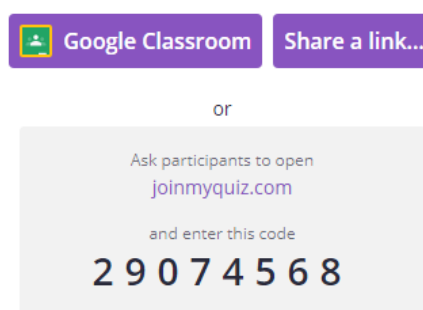 Google Classroom Share a link...
or
Ask participants to open
joinmyquiz.com
and enter this code
2 9 0 7 4 5 6 8